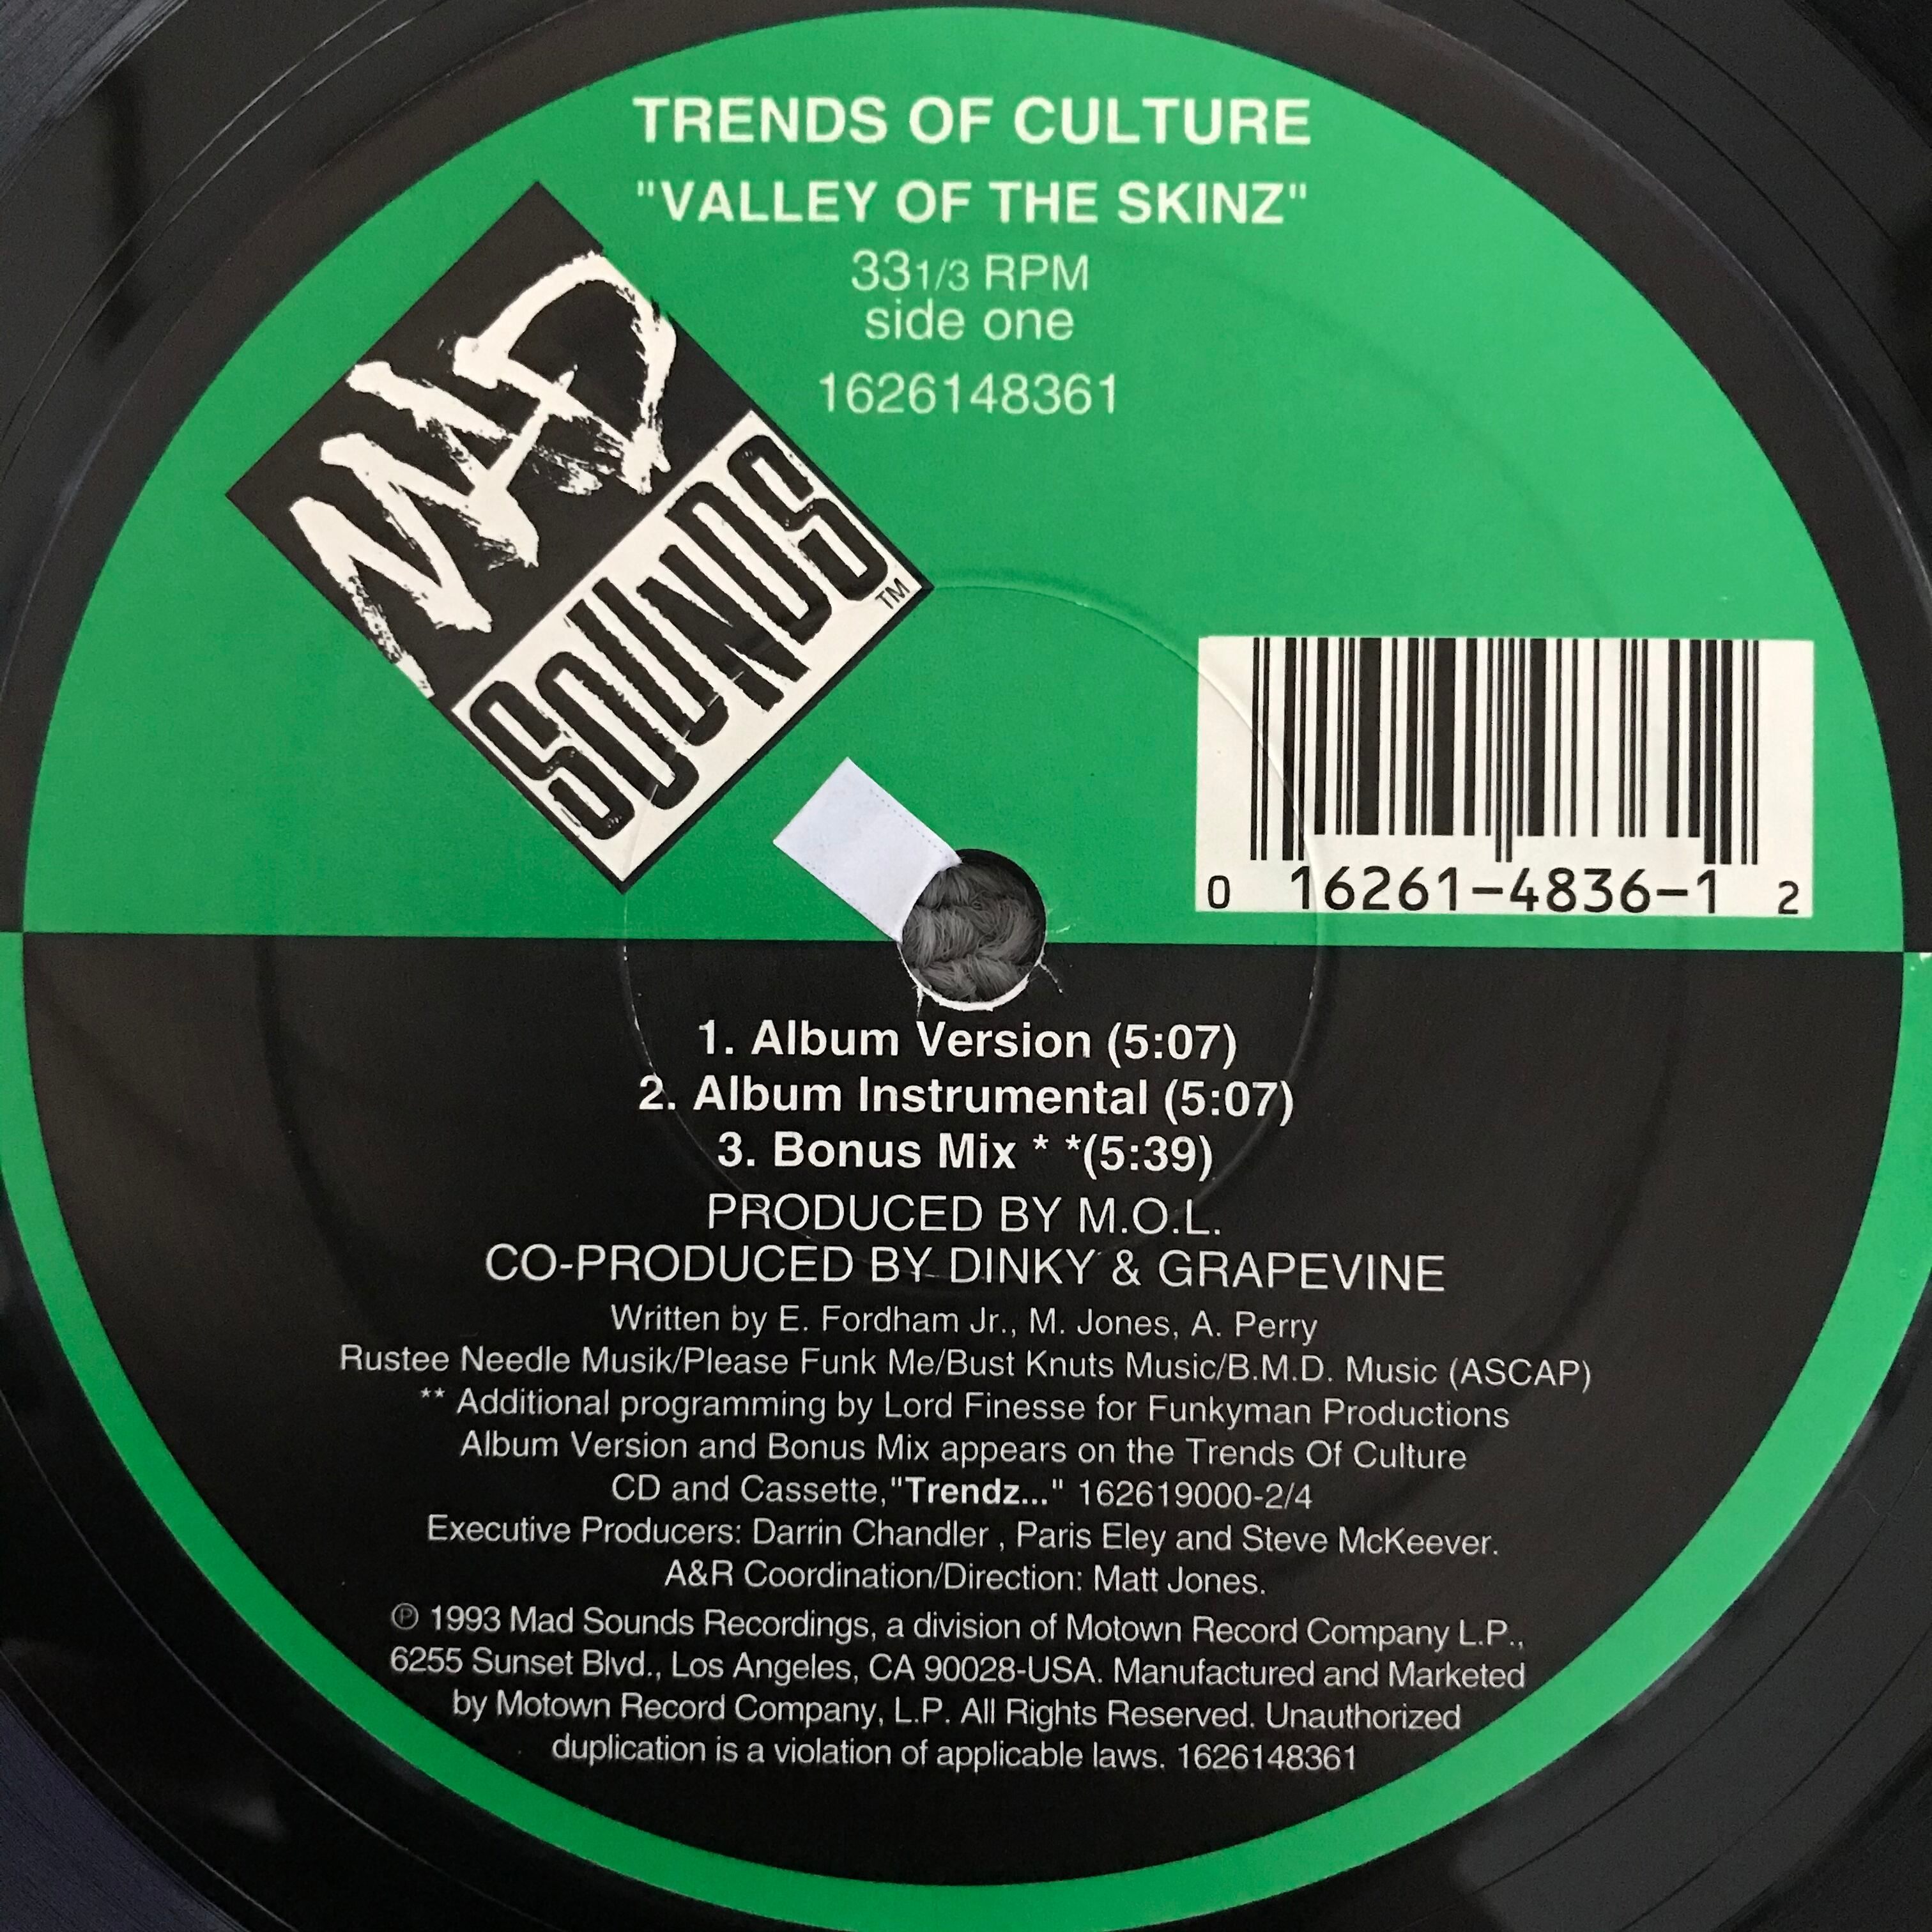 TRENDS OF CULTURE
"VALLEY OF THE SKINZ"
33 1/3 RPM
side one
1626148361
MAD
SOUNDS
TM
0 16261-4836-1 2
1. Album Version (5:07)
2. Album Instrumental (5:07)
3. Bonus Mix * *(5:39)
PRODUCED BY M.O.L.
CO-PRODUCED BY DINKY & GRAPEVINE
Written by E. Fordham Jr., M. Jones, A. Perry
Rustee Needle Musik/Please Funk Me/Bust Knuts Music/B.M.D. Music (ASCAP)
** Additional programming by Lord Finesse for Funkyman Productions
Album Version and Bonus Mix appears on the Trends Of Culture
CD and Cassette,"Trendz..." 162619000-2/4
Executive Producers: Darrin Chandler , Paris Eley and Steve McKeever.
A&R Coordination/Direction: Matt Jones.
℗ 1993 Mad Sounds Recordings, a division of Motown Record Company L.P.,
6255 Sunset Blvd., Los Angeles, CA 90028-USA. Manufactured and Marketed
by Motown Record Company, L.P. All Rights Reserved. Unauthorized
duplication is a violation of applicable laws. 1626148361